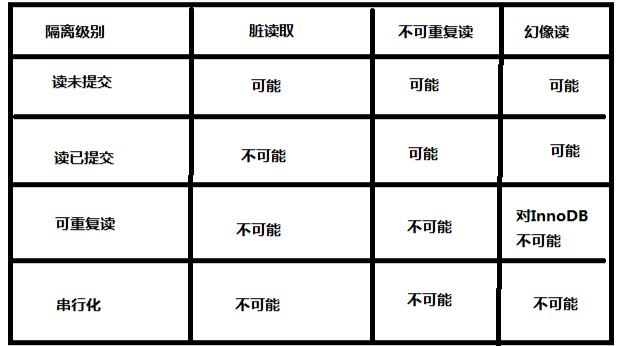 隔离级别 脏读取 不可重复读 幻像读
读未提交 可能 可能 可能
读已提交 不可能 可能 可能
可重复读 不可能 不可能 对InnoDB
不可能
串行化 不可能 不可能 不可能